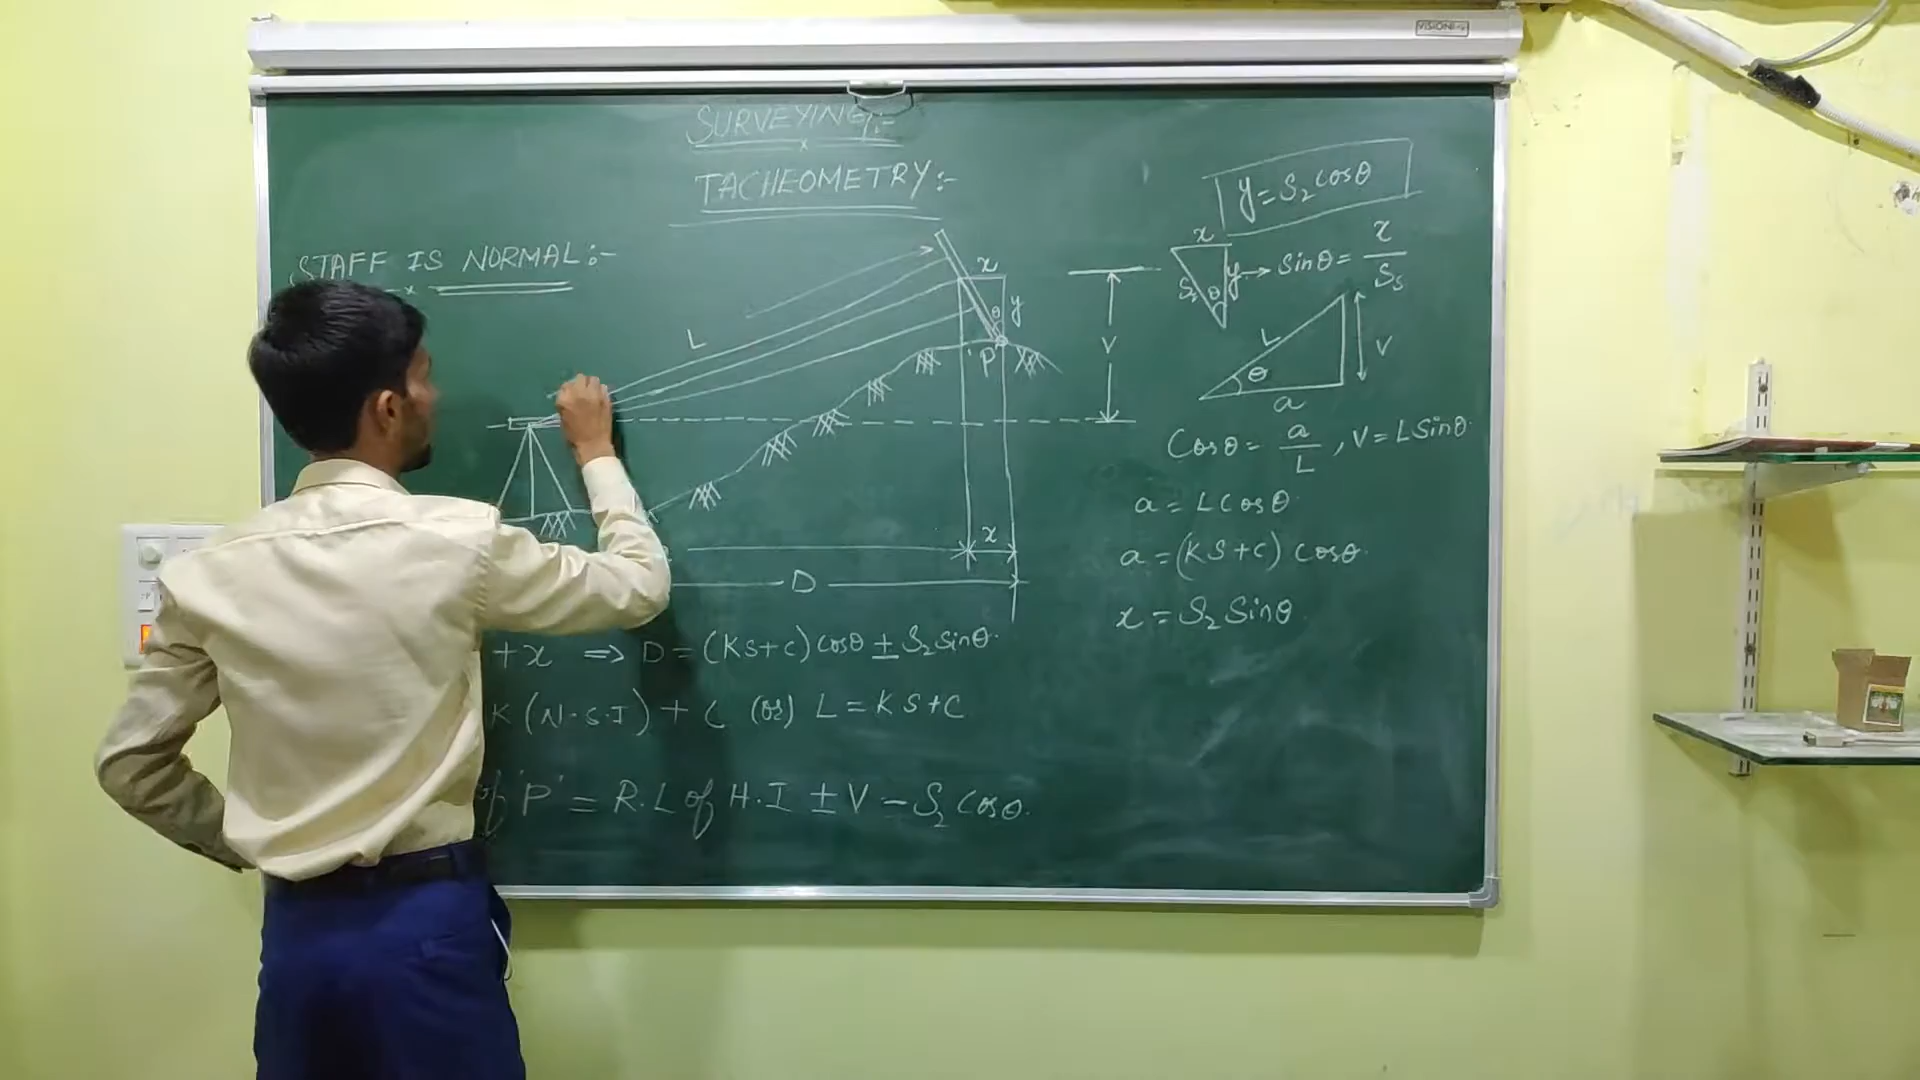 VISION
SURVEYING:-
TACHEOMETRY:-
STAFF IS NORMAL:-
L
x
y
θ
P
V
x
D
+x ⇒ D = (KS+C) cosθ ± S₂ Sinθ.
K (N.S.I) + C (or) L = KS+C
of 'P' = R.L of H.I ± V - S₂ Cosθ.
y = S₂ cosθ
x
S₂ θ y → Sinθ = x/S₂
L
V
θ
a
Cosθ = a/L, V = L Sinθ.
a = L Cosθ.
a = (KS+C) Cosθ.
x = S₂ Sinθ.